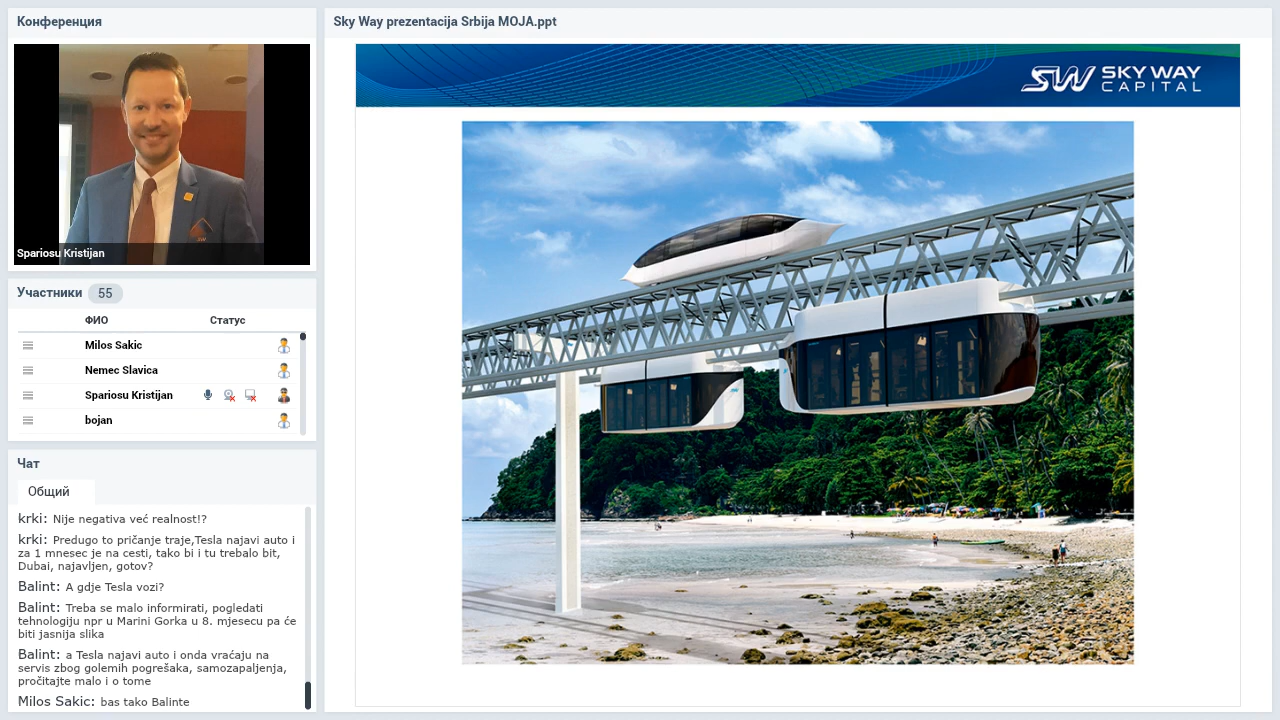 Конференция
Spariosu Kristijan
Участники 55
ФИО Статус
Milos Sakic
Nemec Slavica
Spariosu Kristijan
bojan
Чат
Общий
krki: Nije negativa već realnost!?
krki: Predugo to pričanje traje,Tesla najavi auto i
za 1 mnesec je na cesti, tako bi i tu trebalo bit,
Dubai, najavljen, gotov?
Balint: A gdje Tesla vozi?
Balint: Treba se malo informirati, pogledati
tehnologiju npr u Marini Gorka u 8. mjesecu pa će
biti jasnija slika
Balint: a Tesla najavi auto i onda vraćaju na
servis zbog golemih pogrešaka, samozapaljenja,
pročitajte malo i o tome
Milos Sakic: bas tako Balinte
Sky Way prezentacija Srbija MOJA.ppt
SW SKY WAY
CAPITAL